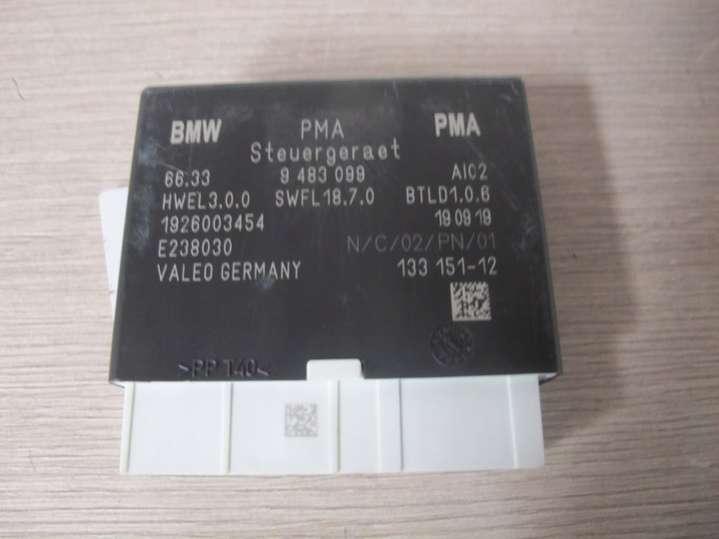 BMW PMA PMA
Steuergeraet
66.33 9 483 099 AIC2
HWEL3.0.0 SWFL18.7.0 BTLD1.0.6
1926003454 19 09 19
E238030 N/C/02/PN/01
VALEO GERMANY 133 151-12
>PP T40<